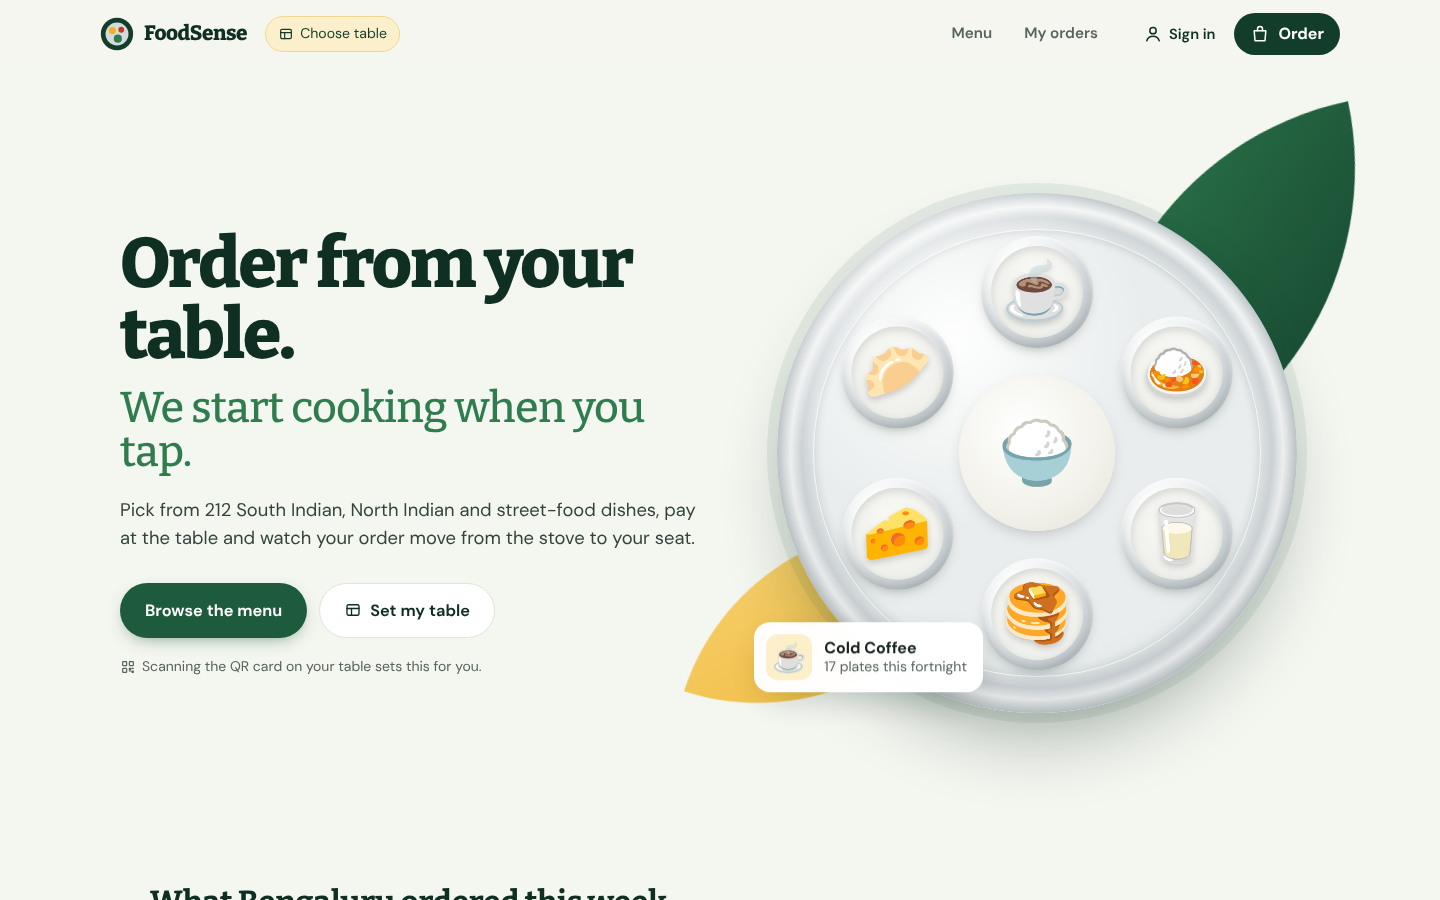 FoodSense
Choose table
Menu
My orders
Sign in
Order
Order from your
table.
We start cooking when you
tap.
Pick from 212 South Indian, North Indian and street-food dishes, pay
at the table and watch your order move from the stove to your seat.
Browse the menu
Set my table
Scanning the QR card on your table sets this for you.
Cold Coffee
17 plates this fortnight
What Bengaluru ordered this week